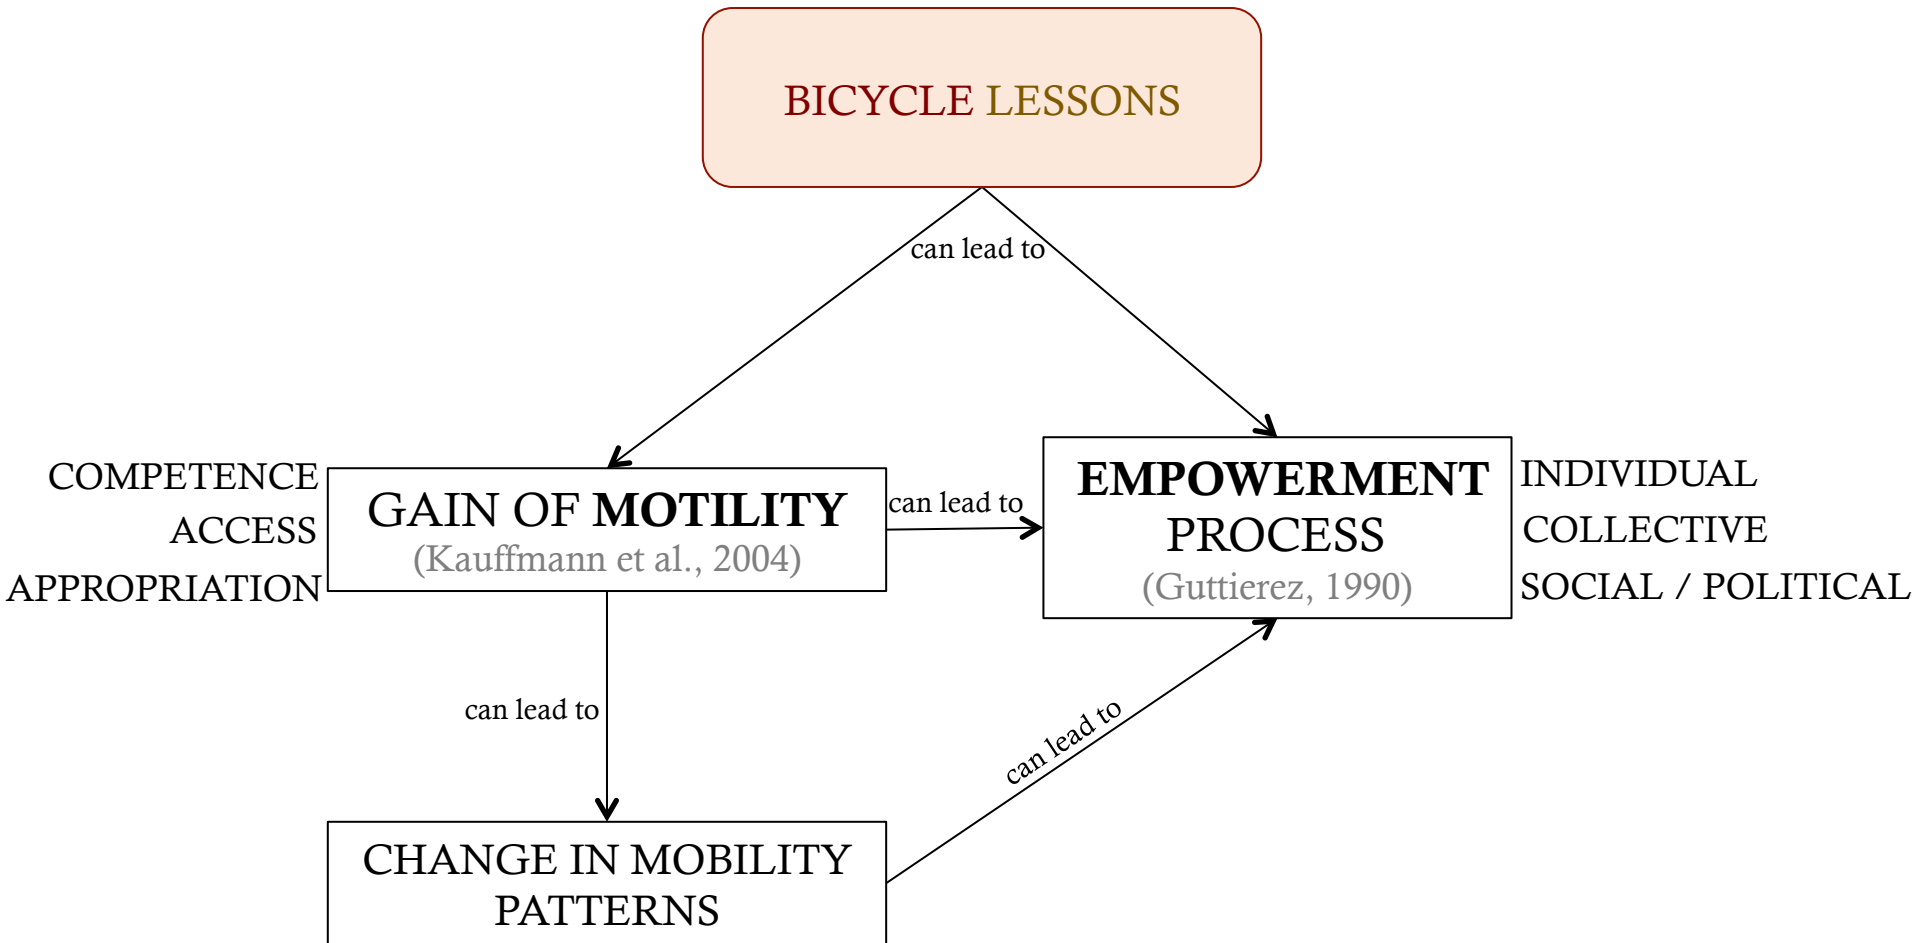 BICYCLE LESSONS
can lead to
COMPETENCE
ACCESS
APPROPRIATION
GAIN OF MOTILITY
(Kauffmann et al., 2004)
can lead to
EMPOWERMENT
PROCESS
(Guttierez, 1990)
INDIVIDUAL
COLLECTIVE
SOCIAL / POLITICAL
can lead to
can lead to
CHANGE IN MOBILITY
PATTERNS